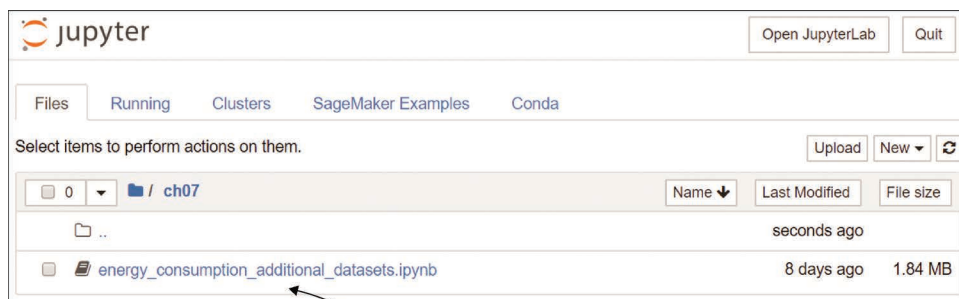 jupyter Open JupyterLab Quit
Files Running Clusters SageMaker Examples Conda
Select items to perform actions on them. Upload New
0 / ch07 Name Last Modified File size
.. seconds ago
energy_consumption_additional_datasets.ipynb 8 days ago 1.84 MB